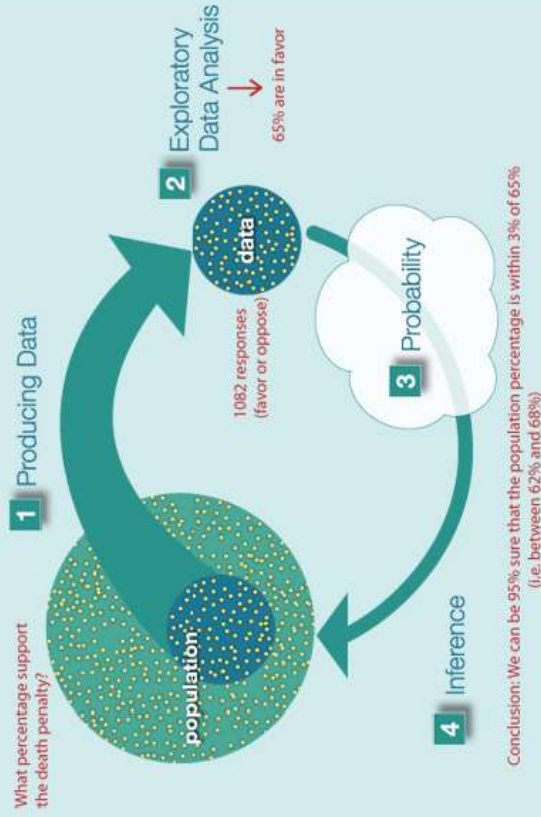 What percentage support
the death penalty?
1 Producing Data
population
1082 responses
(favor or oppose)
data
2 Exploratory
Data Analysis
65% are in favor
3 Probability
4 Inference
Conclusion: We can be 95% sure that the population percentage is within 3% of 65%
(i.e. between 62% and 68%)